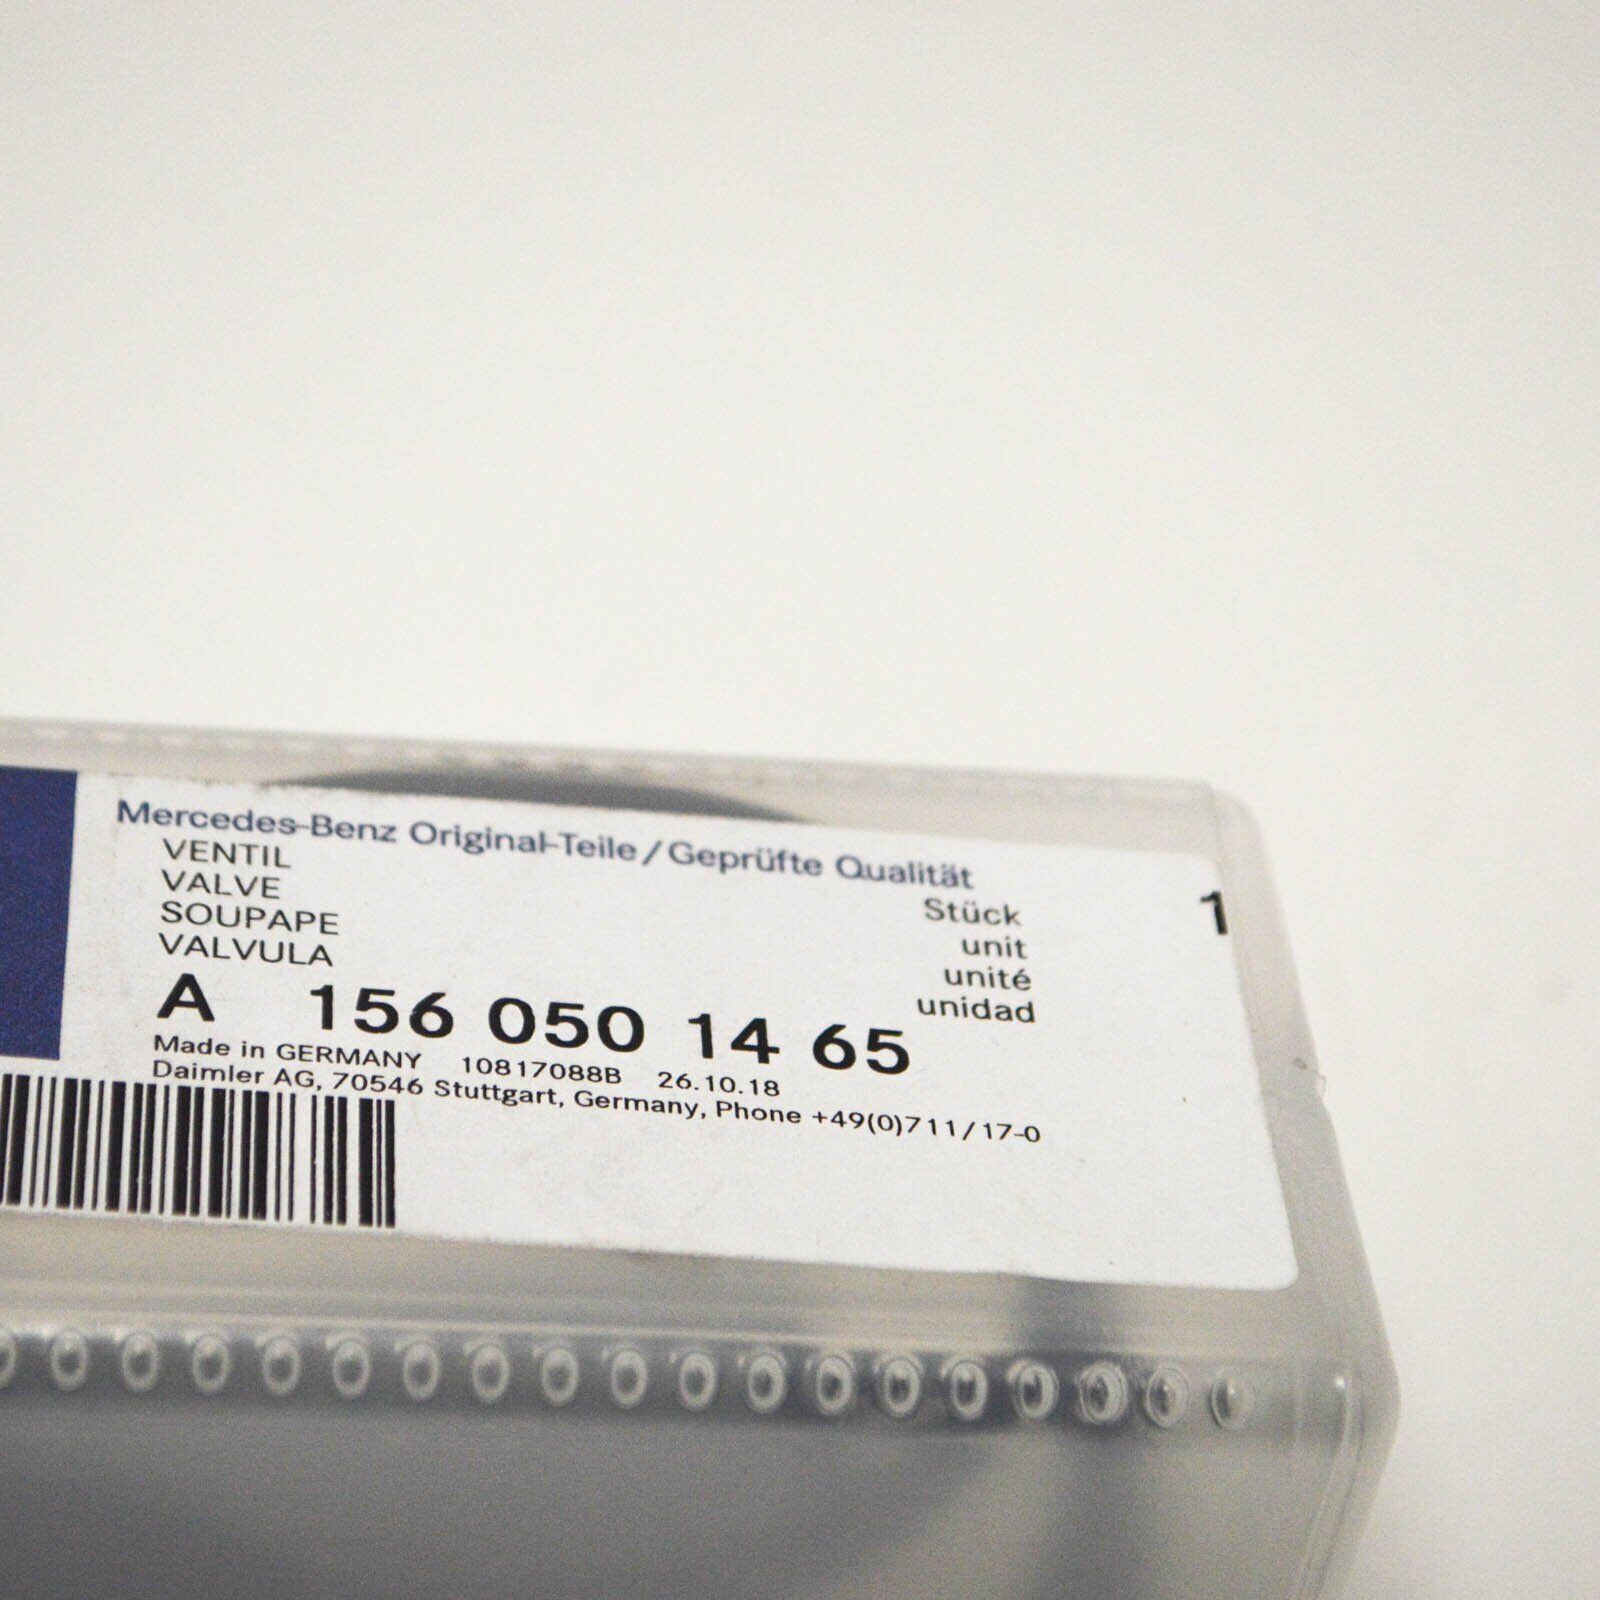 Mercedes-Benz Original-Teile/Geprüfte Qualität
VENTIL
VALVE
SOUPAPE
VALVULA
Stück 1
unit
unité
unidad
A 156 050 14 65
Made in GERMANY 10817088B 26.10.18
Daimler AG, 70546 Stuttgart, Germany, Phone +49(0)711/17-0